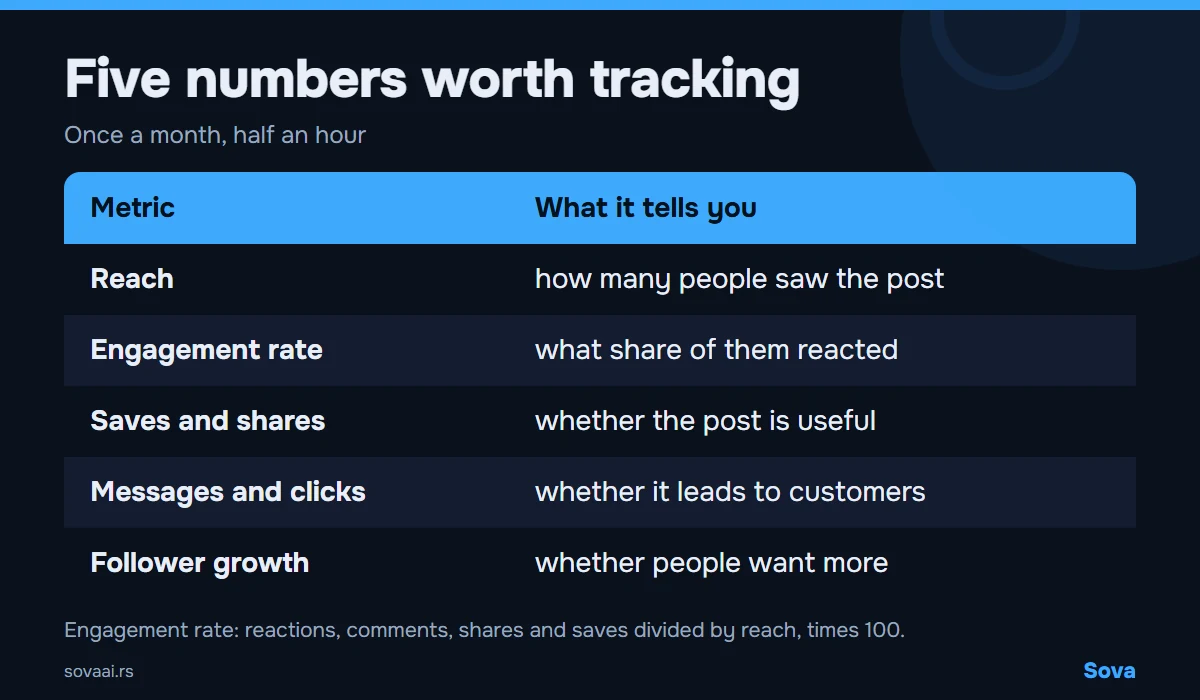 Five numbers worth tracking
Once a month, half an hour
Metric What it tells you
Reach how many people saw the post
Engagement rate what share of them reacted
Saves and shares whether the post is useful
Messages and clicks whether it leads to customers
Follower growth whether people want more
Engagement rate: reactions, comments, shares and saves divided by reach, times 100.
sovaai.rs Sova